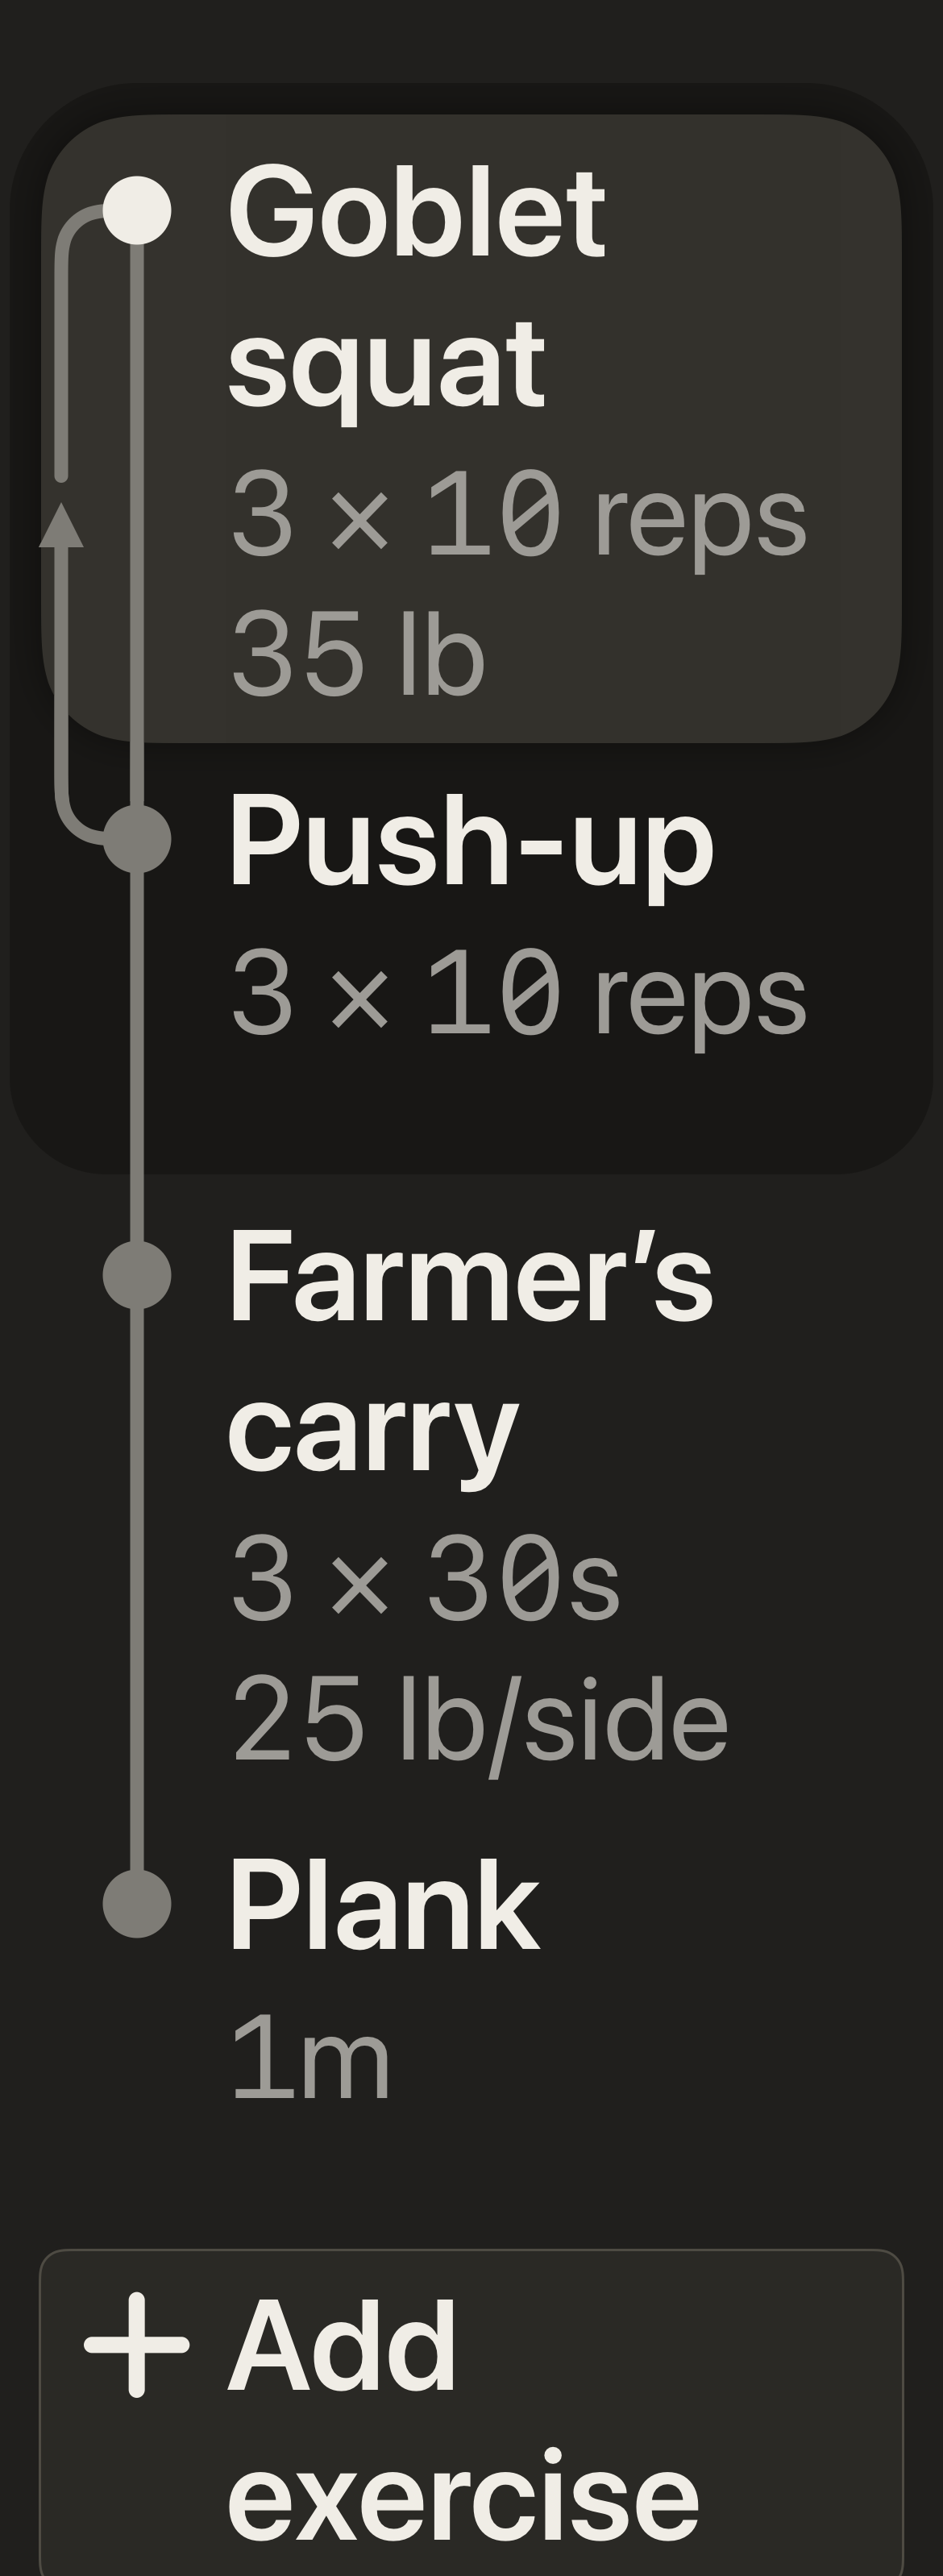 Goblet
squat
3 × 10 reps
35 lb
Push-up
3 × 10 reps
Farmer’s
carry
3 × 30s
25 lb/side
Plank
1m
Add
exercise